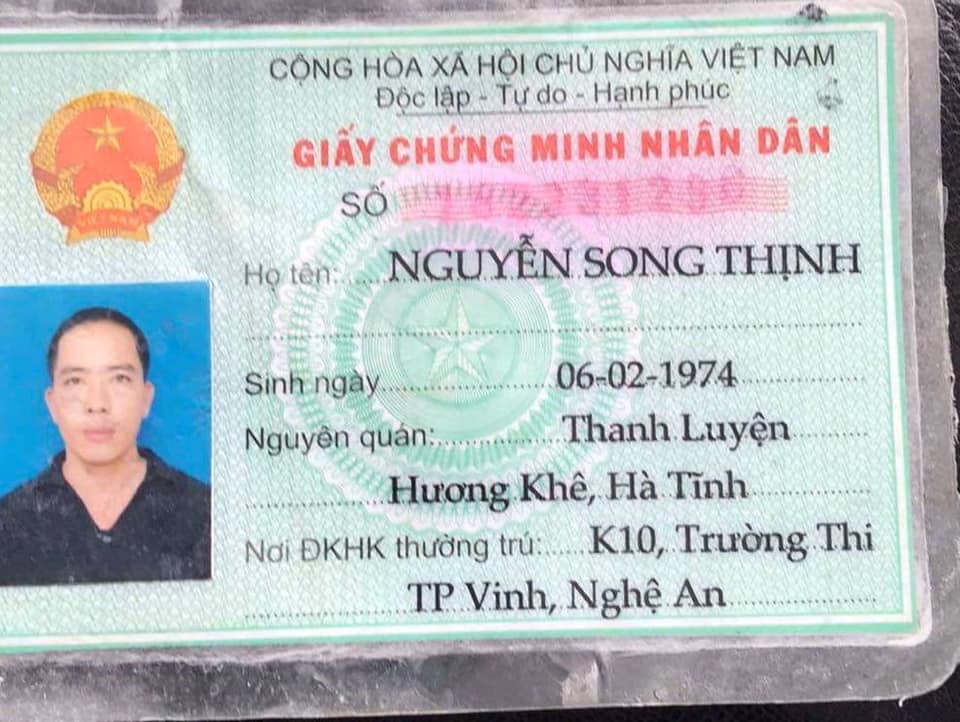 CỘNG HÒA XÃ HỘI CHỦ NGHĨA VIỆT NAM
Độc lập - Tự do - Hạnh phúc
GIẤY CHỨNG MINH NHÂN DÂN
SỐ
Họ tên: NGUYỄN SONG THỊNH
Sinh ngày 06-02-1974
Nguyên quán: Thanh Luyện
Hương Khê, Hà Tĩnh
Nơi ĐKHK thường trú: K10, Trường Thi
TP Vinh, Nghệ An
VIỆT NAM